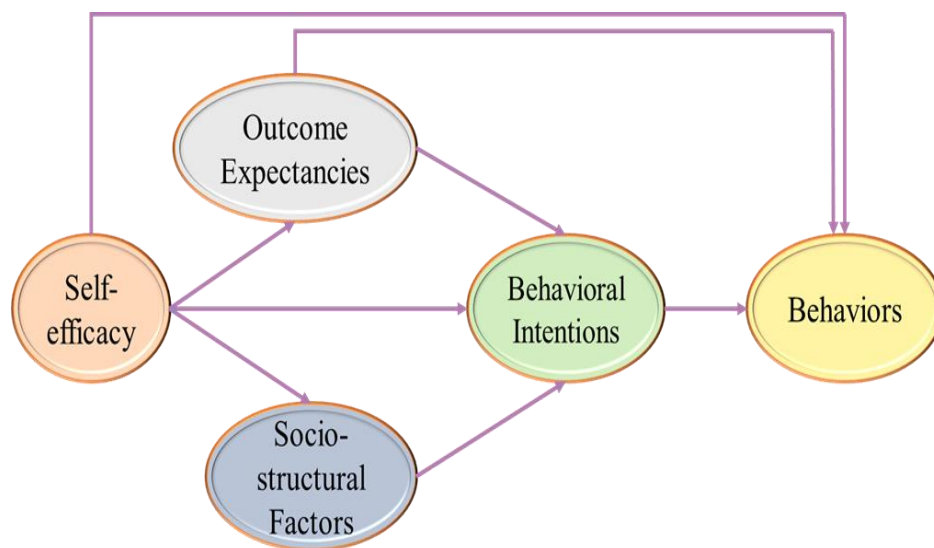 Outcome
Expectancies
Self-
efficacy
Behavioral
Intentions
Behaviors
Socio-
structural
Factors